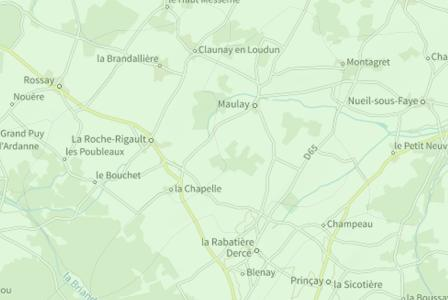 le Haut Messemé
Claunay en Loudun
la Brandallière
Montagret
Rossay
Nouère
Maulay
Nueil-sous-Faye
Grand Puy
d'Ardanne
La Roche-Rigault
les Poubleaux
D65
le Petit Neuv
le Bouchet
la Chapelle
Champeau
la Rabatière
Dercé
Blenay
Prinçay
la Sicotière
la Briand
la Boussa